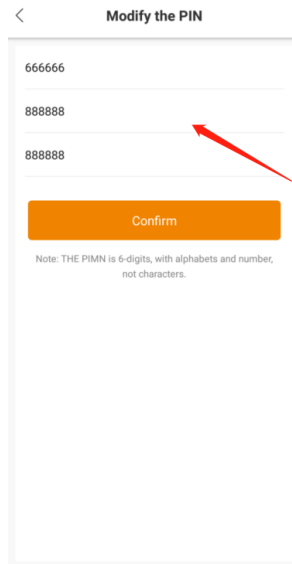 Modify the PIN
666666
888888
888888
Confirm
Note: THE PIMN is 6-digits, with alphabets and number,
not characters.